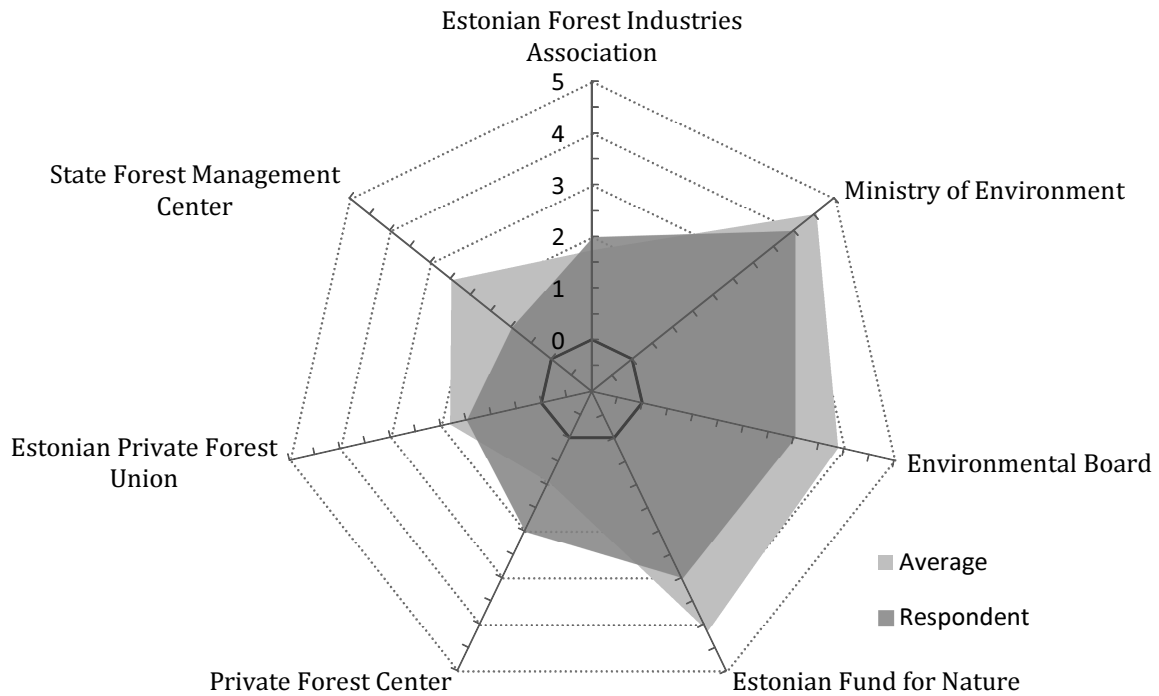 Estonian Forest Industries
Association
5
4
3
2
1
0
Ministry of Environment
Environmental Board
Estonian Fund for Nature
Private Forest Center
Estonian Private Forest
Union
State Forest Management
Center
Average
Respondent